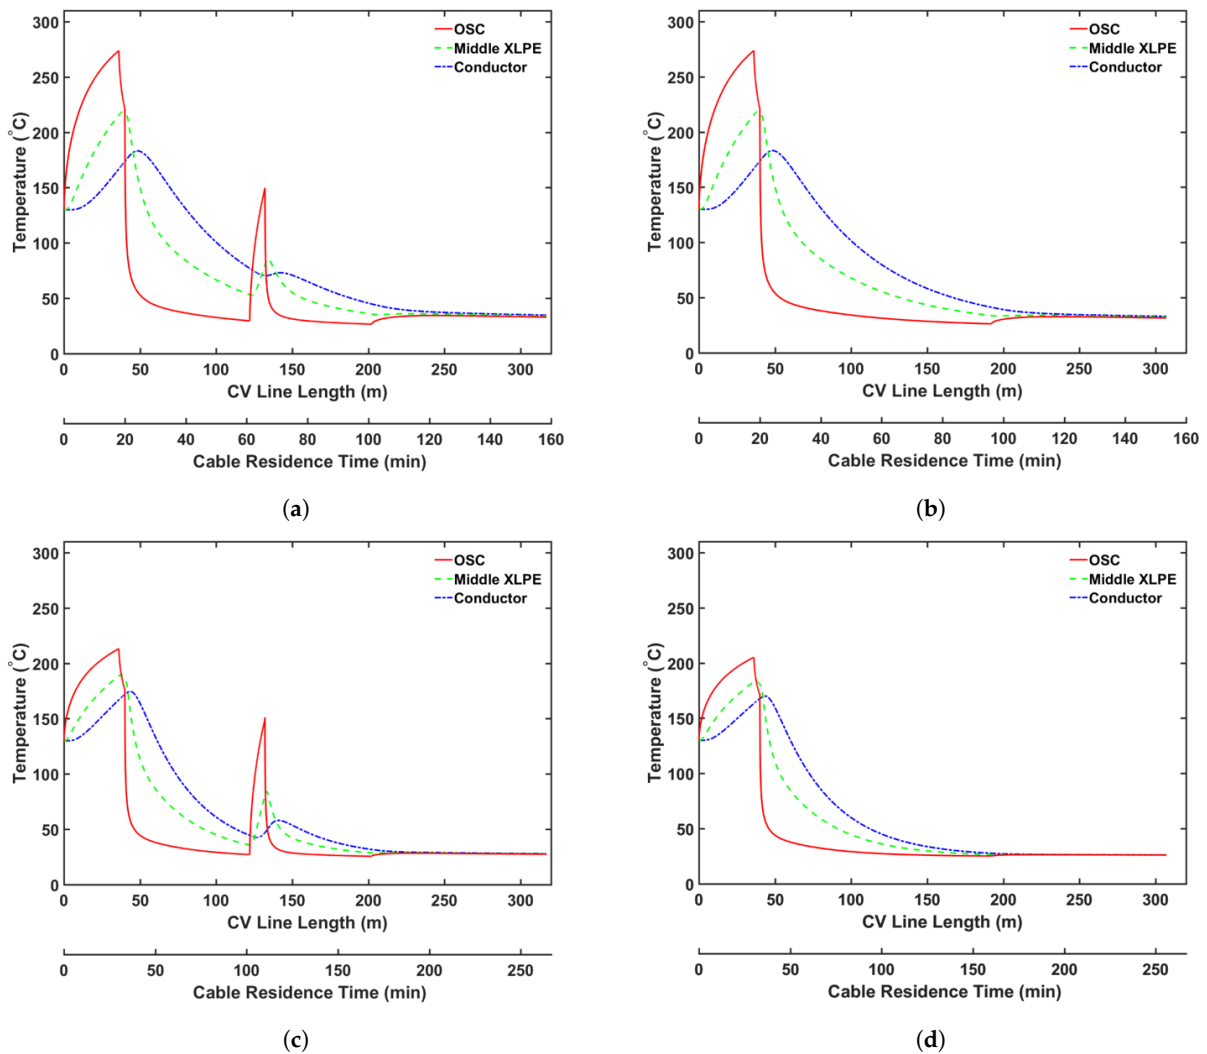 300
250
200
150
100
50
0
Temperature (°C)
OSC
Middle XLPE
Conductor
0 50 100 150 200 250 300
CV Line Length (m)
0 20 40 60 80 100 120 140 160
Cable Residence Time (min)
(a)
300
250
200
150
100
50
0
Temperature (°C)
OSC
Middle XLPE
Conductor
0 50 100 150 200 250 300
CV Line Length (m)
0 20 40 60 80 100 120 140 160
Cable Residence Time (min)
(b)
300
250
200
150
100
50
0
Temperature (°C)
OSC
Middle XLPE
Conductor
0 50 100 150 200 250 300
CV Line Length (m)
0 50 100 150 200 250
Cable Residence Time (min)
(c)
300
250
200
150
100
50
0
Temperature (°C)
OSC
Middle XLPE
Conductor
0 50 100 150 200 250 300
CV Line Length (m)
0 50 100 150 200 250
Cable Residence Time (min)
(d)